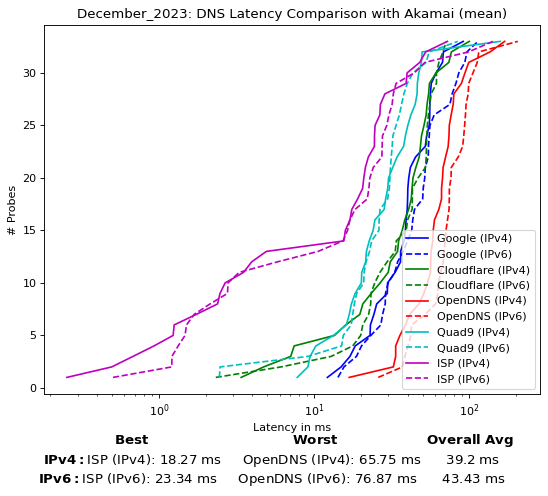 December_2023: DNS Latency Comparison with Akamai (mean)
# Probes
30
25
20
15
10
5
0
Google (IPv4)
Google (IPv6)
Cloudflare (IPv4)
Cloudflare (IPv6)
OpenDNS (IPv4)
OpenDNS (IPv6)
Quad9 (IPv4)
Quad9 (IPv6)
ISP (IPv4)
ISP (IPv6)
10⁰ 10¹ 10²
Latency in ms
Best Worst Overall Avg
IPv4: ISP (IPv4): 18.27 ms OpenDNS (IPv4): 65.75 ms 39.2 ms
IPv6: ISP (IPv6): 23.34 ms OpenDNS (IPv6): 76.87 ms 43.43 ms